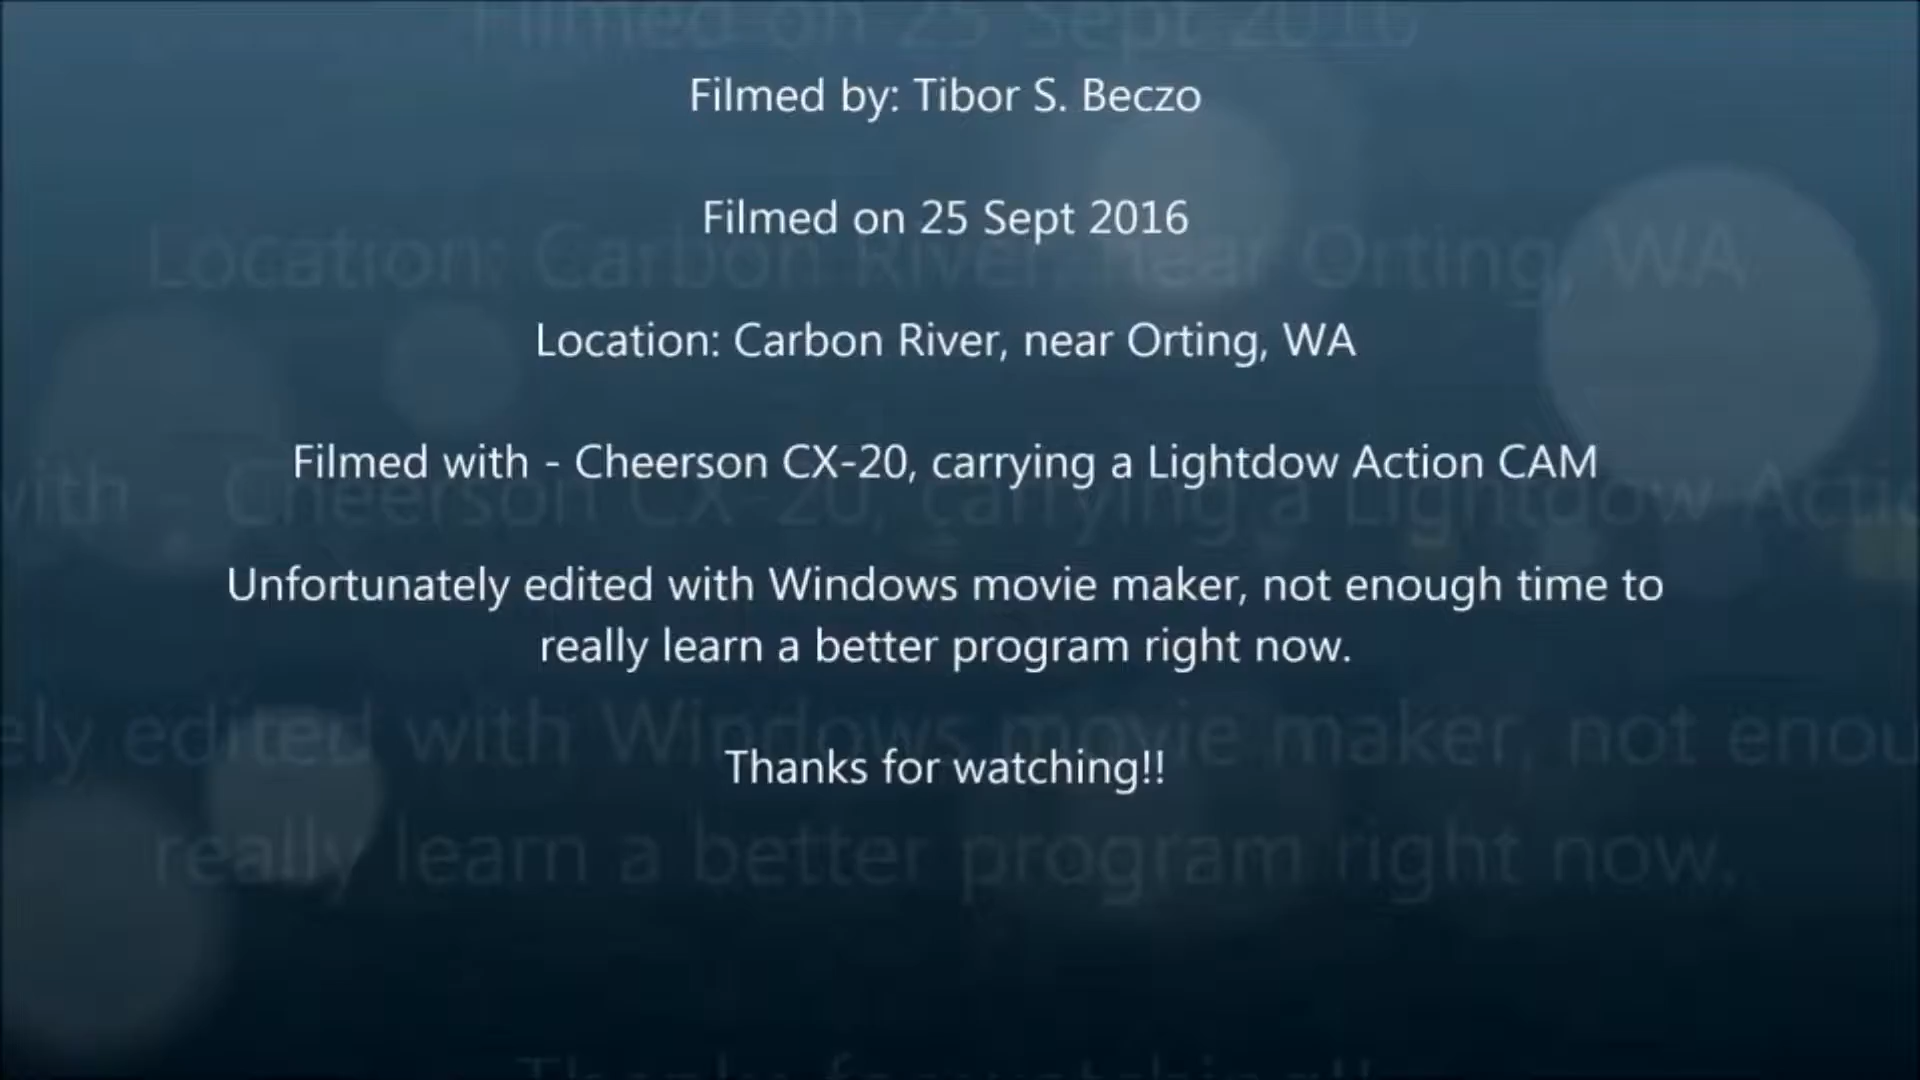 Filmed by: Tibor S. Beczo
Filmed on 25 Sept 2016
Location: Carbon River, near Orting, WA
Filmed with - Cheerson CX-20, carrying a Lightdow Action CAM
Unfortunately edited with Windows movie maker, not enough time to
really learn a better program right now.
Thanks for watching!!